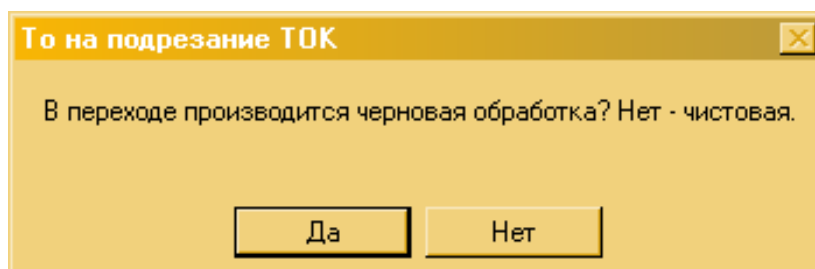 То на подрезание ТОК
В переходе производится черновая обработка? Нет - чистовая.
Да
Нет